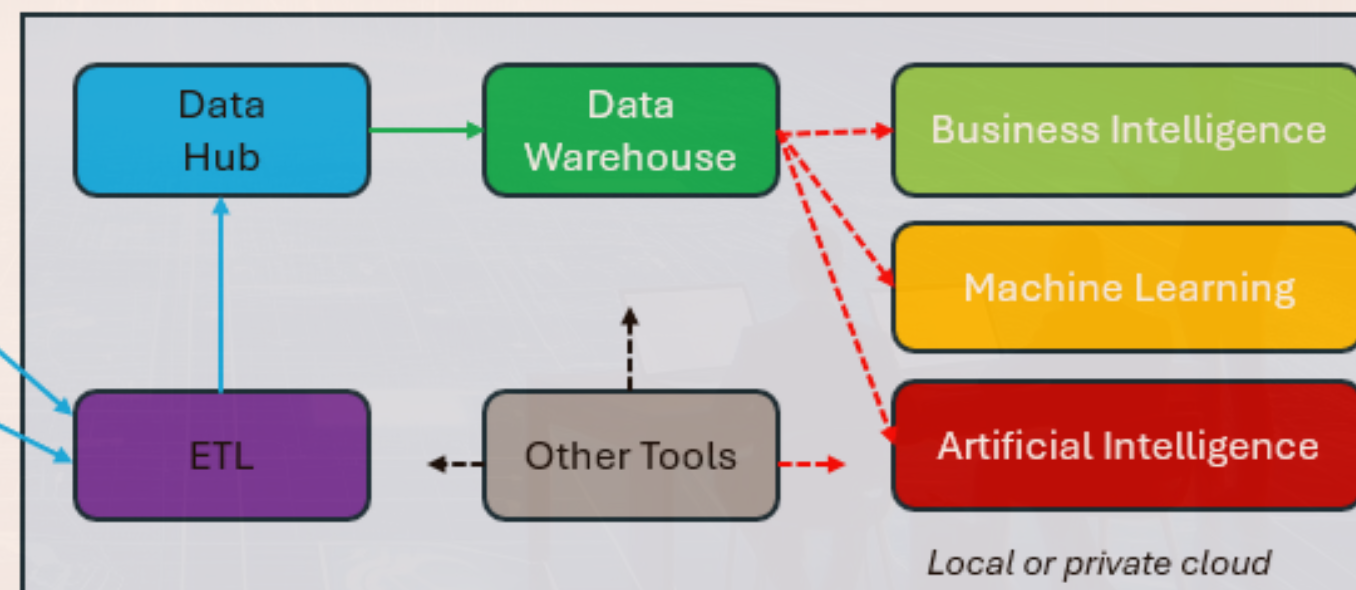 Data
Hub
Data
Warehouse
Business Intelligence
Machine Learning
ETL
Other Tools
Artificial Intelligence
Local or private cloud